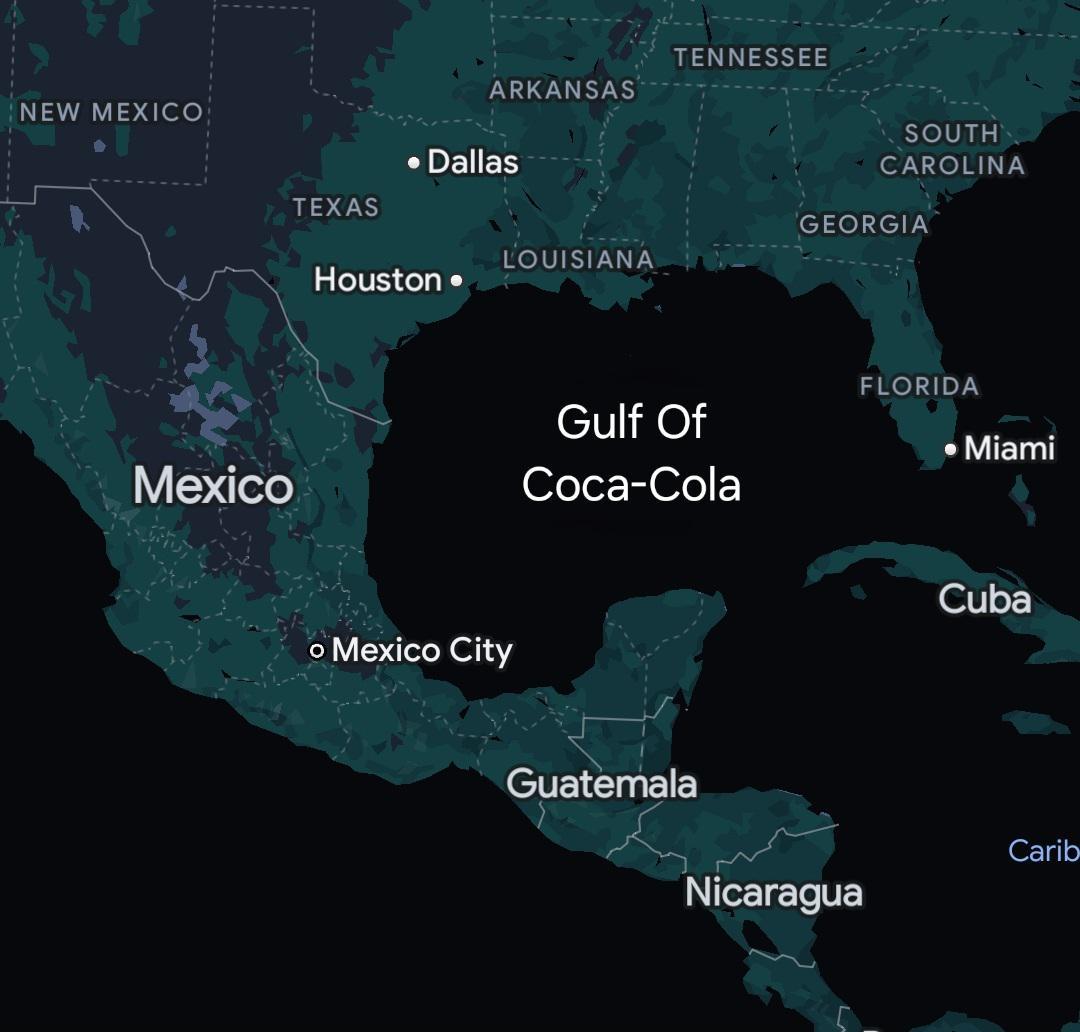 TENNESSEE
ARKANSAS
NEW MEXICO
SOUTH
CAROLINA
Dallas
TEXAS
GEORGIA
LOUISIANA
Houston
FLORIDA
Gulf Of
Coca-Cola
Miami
Mexico
Cuba
Mexico City
Guatemala
Carib
Nicaragua